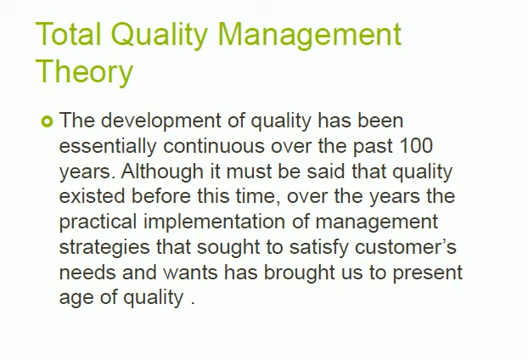 Total Quality Management
Theory
The development of quality has been
essentially continuous over the past 100
years. Although it must be said that quality
existed before this time, over the years the
practical implementation of management
strategies that sought to satisfy customer’s
needs and wants has brought us to present
age of quality .